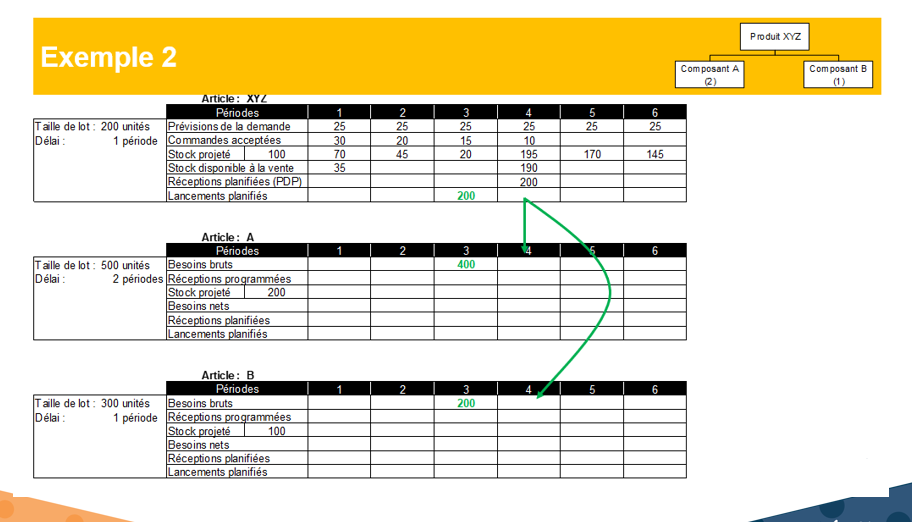 Exemple 2
Produit XYZ
Composant A
(2)
Composant B
(1)
Article : XYZ
Périodes 1 2 3 4 5 6
Taille de lot : 200 unités Prévisions de la demande 25 25 25 25 25 25
Délai : 1 période Commandes acceptées 30 20 15 10
Stock projeté 100 70 45 20 195 170 145
Stock disponible à la vente 35 190
Réceptions planifiées (PDP) 200
Lancements planifiés 200
Article : A
Périodes 1 2 3 4 5 6
Taille de lot : 500 unités Besoins bruts 400
Délai : 2 périodes Réceptions programmées
Stock projeté 200
Besoins nets
Réceptions planifiées
Lancements planifiés
Article : B
Périodes 1 2 3 4 5 6
Taille de lot : 300 unités Besoins bruts 200
Délai : 1 période Réceptions programmées
Stock projeté 100
Besoins nets
Réceptions planifiées
Lancements planifiés